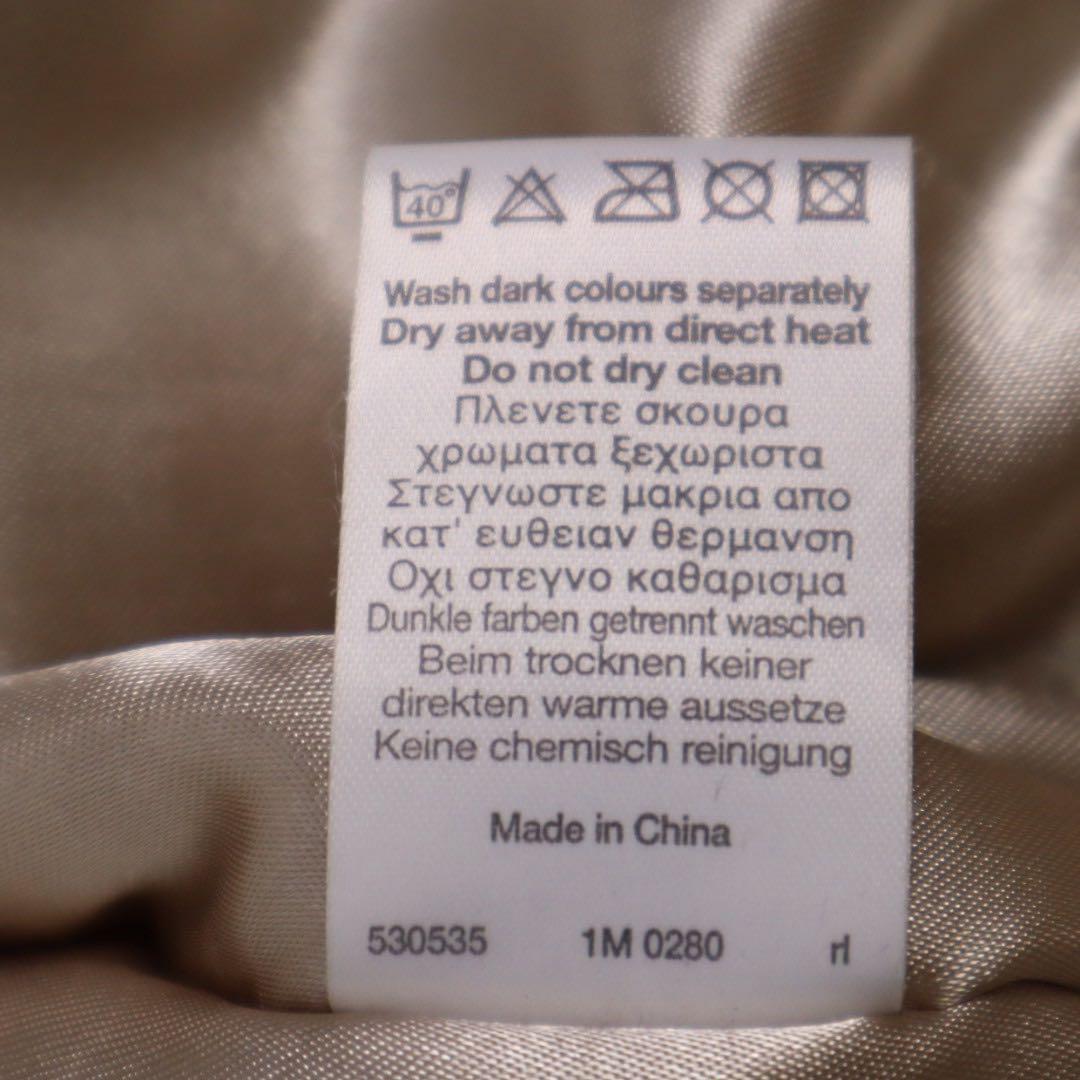 40°
Wash dark colours separately
Dry away from direct heat
Do not dry clean
Πλενετε σκουρα
χρωματα ξεχωριστα
Στεγνωστε μακρια απο
κατ' ευθειαν θερμανση
Οχι στεγνο καθαρισμα
Dunkle farben getrennt waschen
Beim trocknen keiner
direkten warme aussetze
Keine chemisch reinigung
Made in China
530535 1M 0280 rl